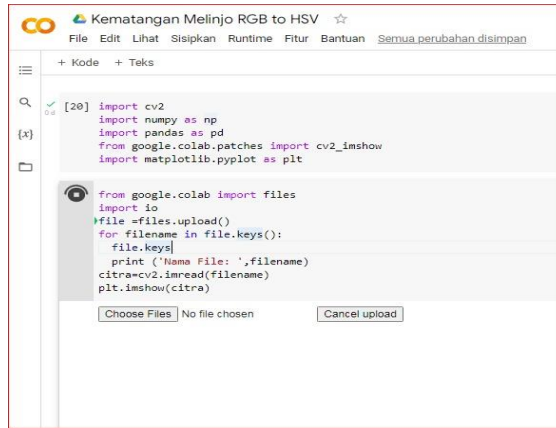 Kematangan Melinjo RGB to HSV
File Edit Lihat Sisipkan Runtime Fitur Bantuan Semua perubahan disimpan
+ Kode + Teks
[20] import cv2
import numpy as np
import pandas as pd
from google.colab.patches import cv2_imshow
import matplotlib.pyplot as plt
{x}
from google.colab import files
import io
file =files.upload()
for filename in file.keys():
file.keys
print ('Nama File: ',filename)
citra=cv2.imread(filename)
plt.imshow(citra)
Choose Files No file chosen Cancel upload